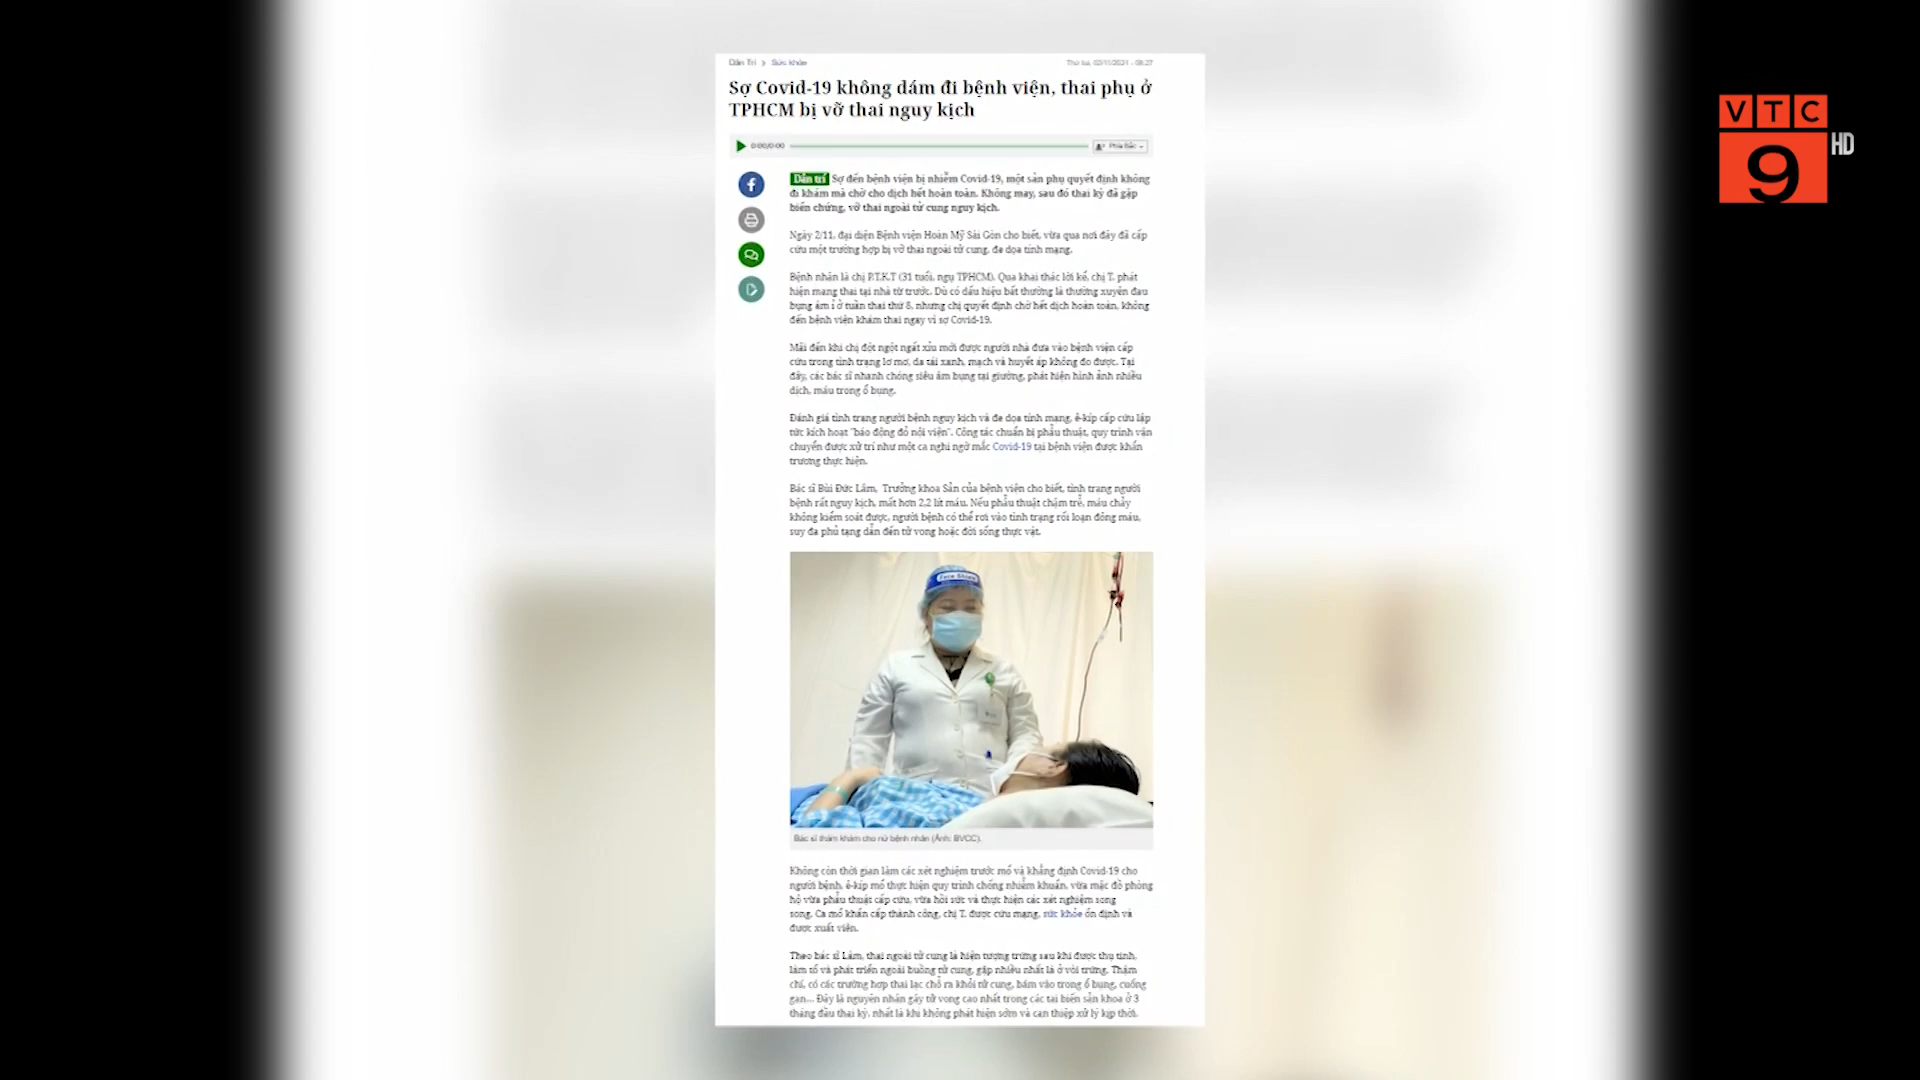 Dân Trí > Sức khỏe
Thứ ba, 02/11/2021 - 08:27
Sợ Covid-19 không dám đi bệnh viện, thai phụ ở
TPHCM bị vỡ thai nguy kịch
0:00/0:00
Phía Bắc
Dân trí Sợ đến bệnh viện bị nhiễm Covid-19, một sản phụ quyết định không
đi khám mà chờ cho dịch hết hoàn toàn. Không may, sau đó thai kỳ đã gặp
biến chứng, vỡ thai ngoài tử cung nguy kịch.
Ngày 2/11, đại diện Bệnh viện Hoàn Mỹ Sài Gòn cho biết, vừa qua nơi đây đã cấp
cứu một trường hợp bị vỡ thai ngoài tử cung, đe dọa tính mạng.
Bệnh nhân là chị P.T.K.T (31 tuổi, ngụ TPHCM). Qua khai thác lời kể, chị T. phát
hiện mang thai tại nhà từ trước. Dù có dấu hiệu bất thường là thường xuyên đau
bụng âm ỉ ở tuần thai thứ 8, nhưng chị quyết định chờ hết dịch hoàn toàn, không
đến bệnh viện khám thai ngay vì sợ Covid-19.
Mãi đến khi chị đột ngột ngất xỉu mới được người nhà đưa vào bệnh viện cấp
cứu trong tình trạng lơ mơ, da tái xanh, mạch và huyết áp không đo được. Tại
đây, các bác sĩ nhanh chóng siêu âm bụng tại giường, phát hiện hình ảnh nhiều
dịch, máu trong ổ bụng.
Đánh giá tình trạng người bệnh nguy kịch và đe dọa tính mạng, ê-kíp cấp cứu lập
tức kích hoạt "báo động đỏ nội viện". Công tác chuẩn bị phẫu thuật, quy trình vận
chuyển được xử trí như một ca nghi ngờ mắc Covid-19 tại bệnh viện được khẩn
trương thực hiện.
Bác sĩ Bùi Đức Lâm, Trưởng khoa Sản của bệnh viện cho biết, tình trạng người
bệnh rất nguy kịch, mất hơn 2,2 lít máu. Nếu phẫu thuật chậm trễ, máu chảy
không kiểm soát được, người bệnh có thể rơi vào tình trạng rối loạn đông máu,
suy đa phủ tạng dẫn đến tử vong hoặc đời sống thực vật.
Face Shield
Bác sĩ thăm khám cho nữ bệnh nhân (Ảnh: BVCC).
Không còn thời gian làm các xét nghiệm trước mổ và khẳng định Covid-19 cho
người bệnh, ê-kíp mổ thực hiện quy trình chống nhiễm khuẩn, vừa mặc đồ phòng
hộ vừa phẫu thuật cấp cứu, vừa hồi sức và thực hiện các xét nghiệm song
song. Ca mổ khẩn cấp thành công, chị T. được cứu mạng, sức khỏe ổn định và
được xuất viện.
Theo bác sĩ Lâm, thai ngoài tử cung là hiện tượng trứng sau khi được thụ tinh,
làm tổ và phát triển ngoài buồng tử cung, gặp nhiều nhất là ở vòi trứng. Thậm
chí, có các trường hợp thai lạc chỗ ra khỏi tử cung, bám vào trong ổ bụng, cuống
gan... Đây là nguyên nhân gây tử vong cao nhất trong các tai biến sản khoa ở 3
tháng đầu thai kỳ, nhất là khi không phát hiện sớm và can thiệp xử lý kịp thời.
VTC
9
HD